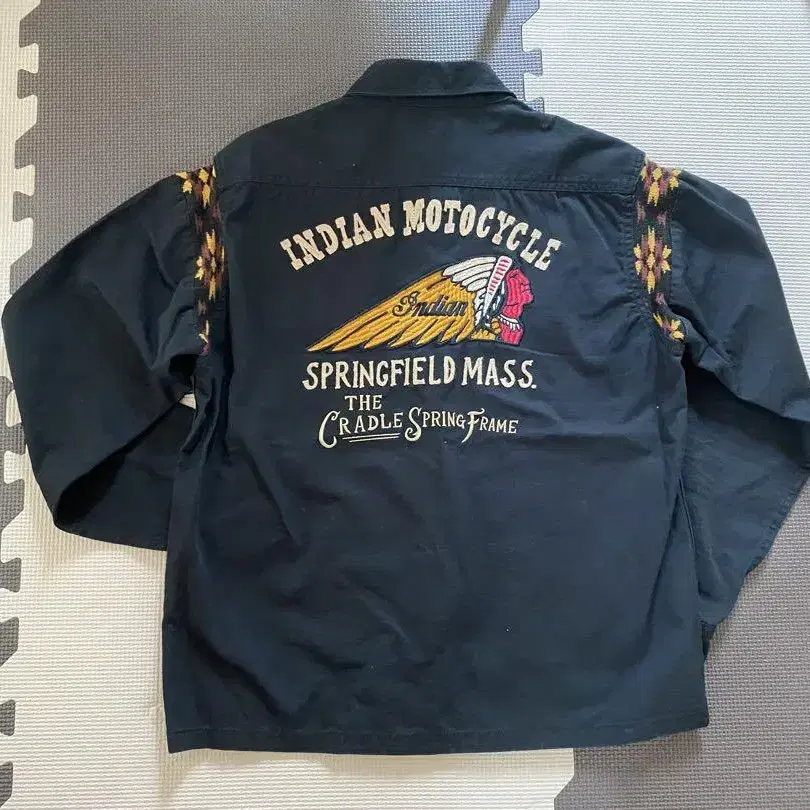 INDIAN MOTOCYCLE
Indian
SPRINGFIELD MASS.
THE
CRADLE SPRING FRAME